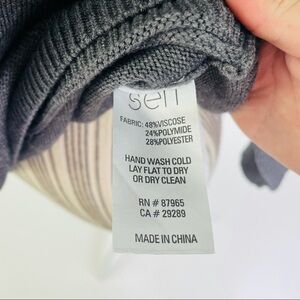 sen
FABRIC: 48%VISCOSE
24%POLYMIDE
28%POLYESTER
HAND WASH COLD
LAY FLAT TO DRY
OR DRY CLEAN
RN # 87965
CA # 29289
MADE IN CHINA